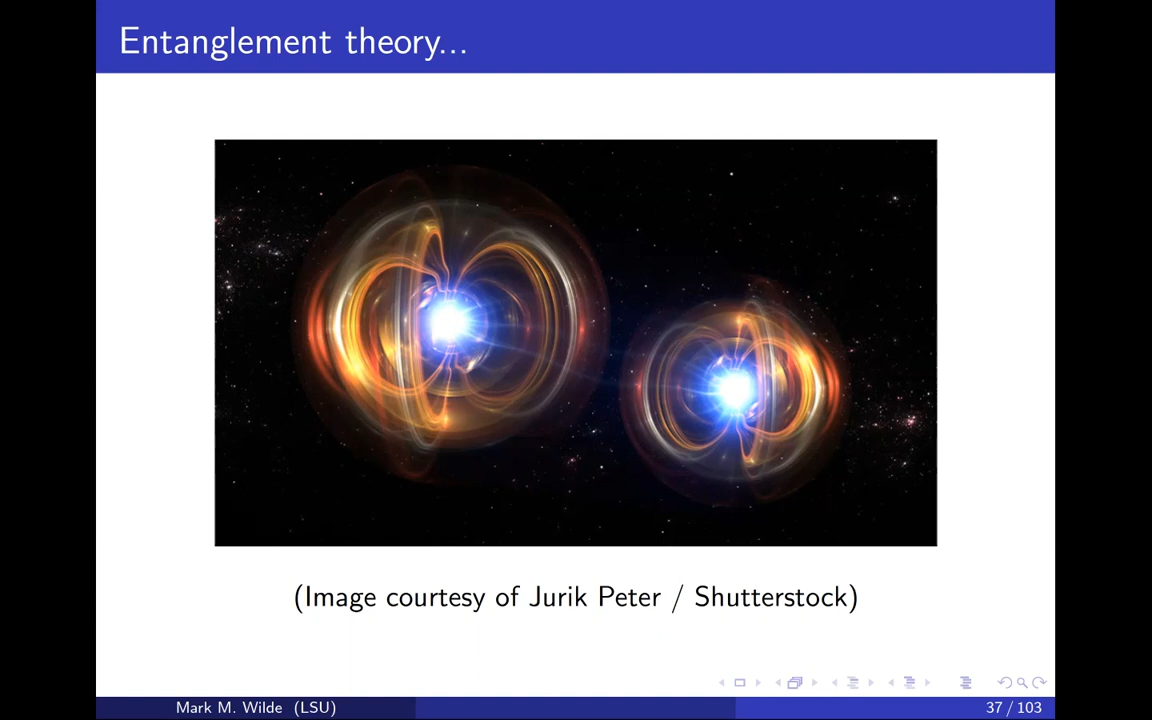 Entanglement theory...
(Image courtesy of Jurik Peter / Shutterstock)
Mark M. Wilde (LSU)
37 / 103